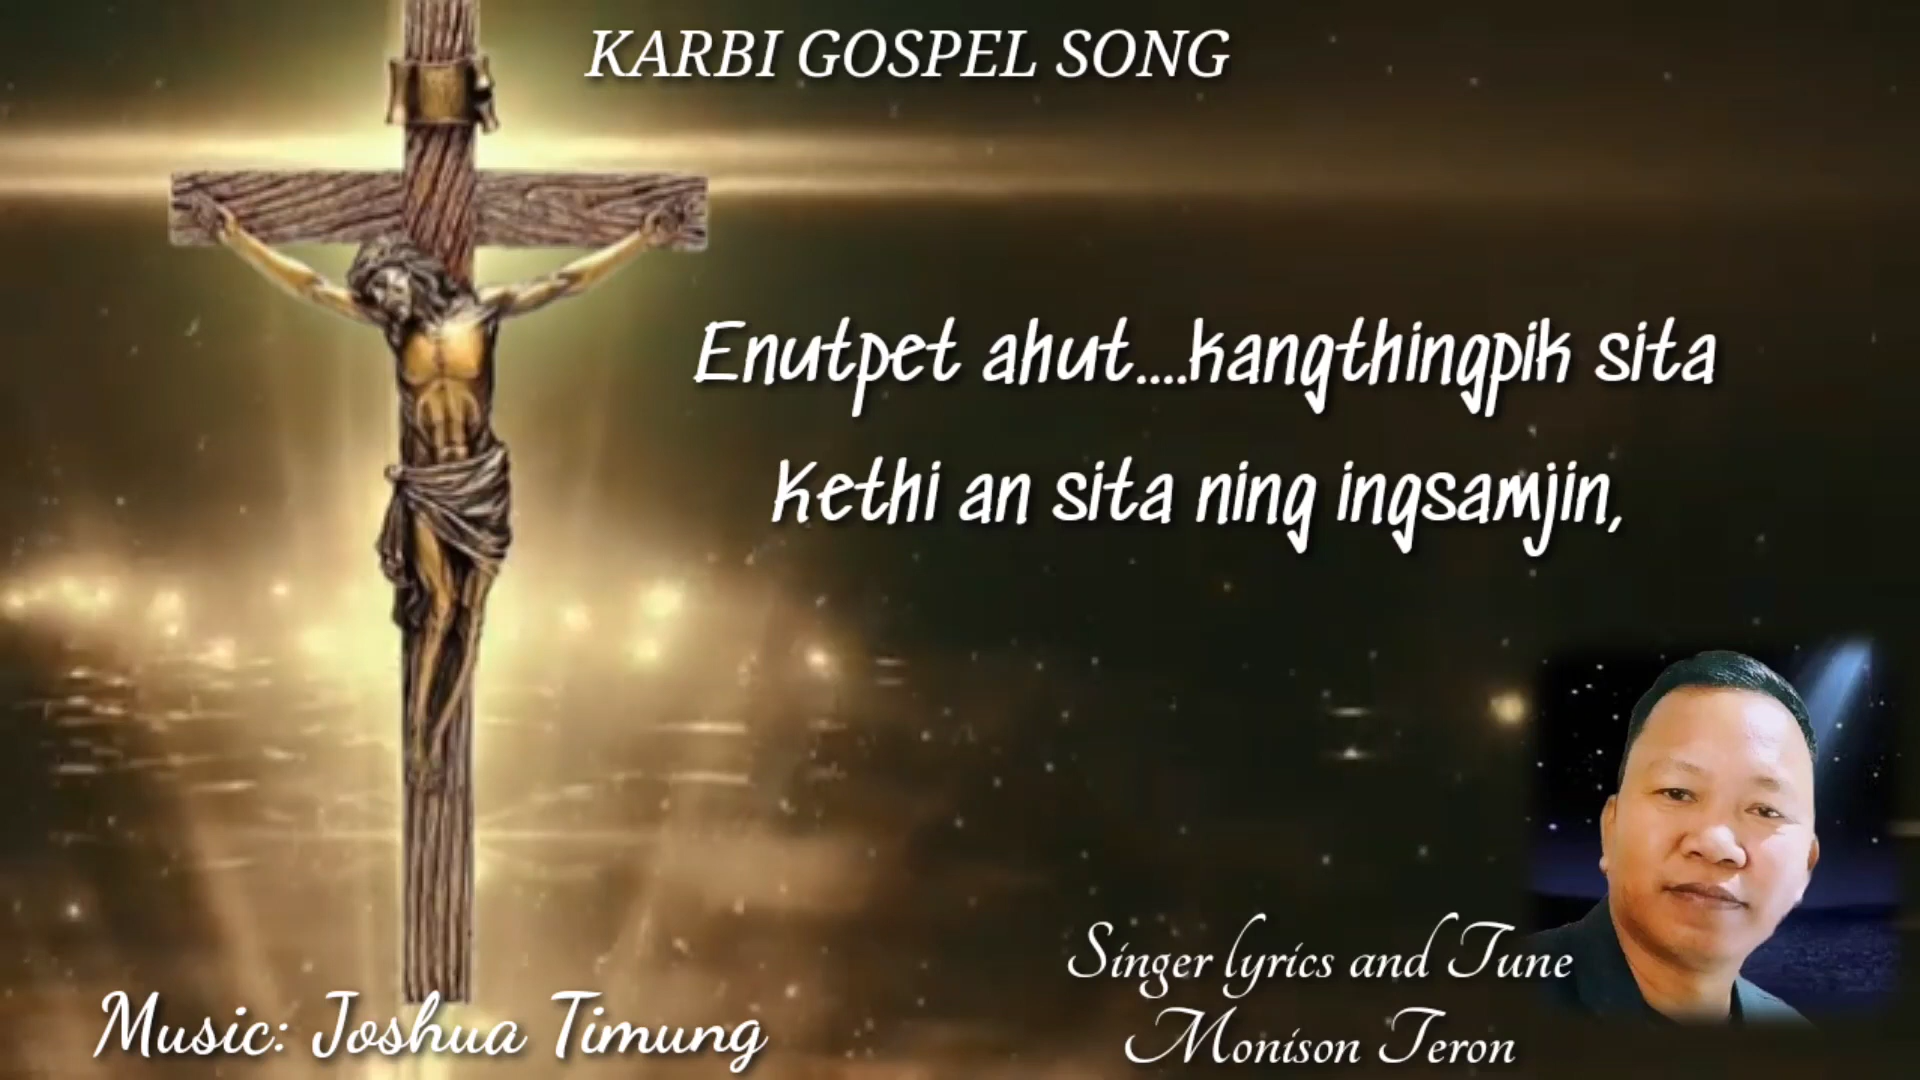 KARBI GOSPEL SONG
Enutpet ahut....kangthingpik sita
Kethi an sita ning ingsamjin,
Singer lyrics and Tune
Monison Teron
Music: Joshua Timung